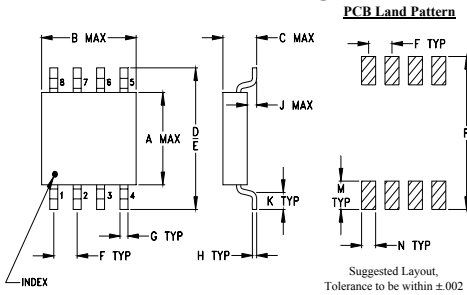 PCB Land Pattern
B MAX
C MAX
F TYP
8 7 6 5
J MAX
A MAX
D
E
P
1 2 3 4
K TYP
M
TYP
G TYP
F TYP
H TYP
N TYP
INDEX
Suggested Layout,
Tolerance to be within ±.002